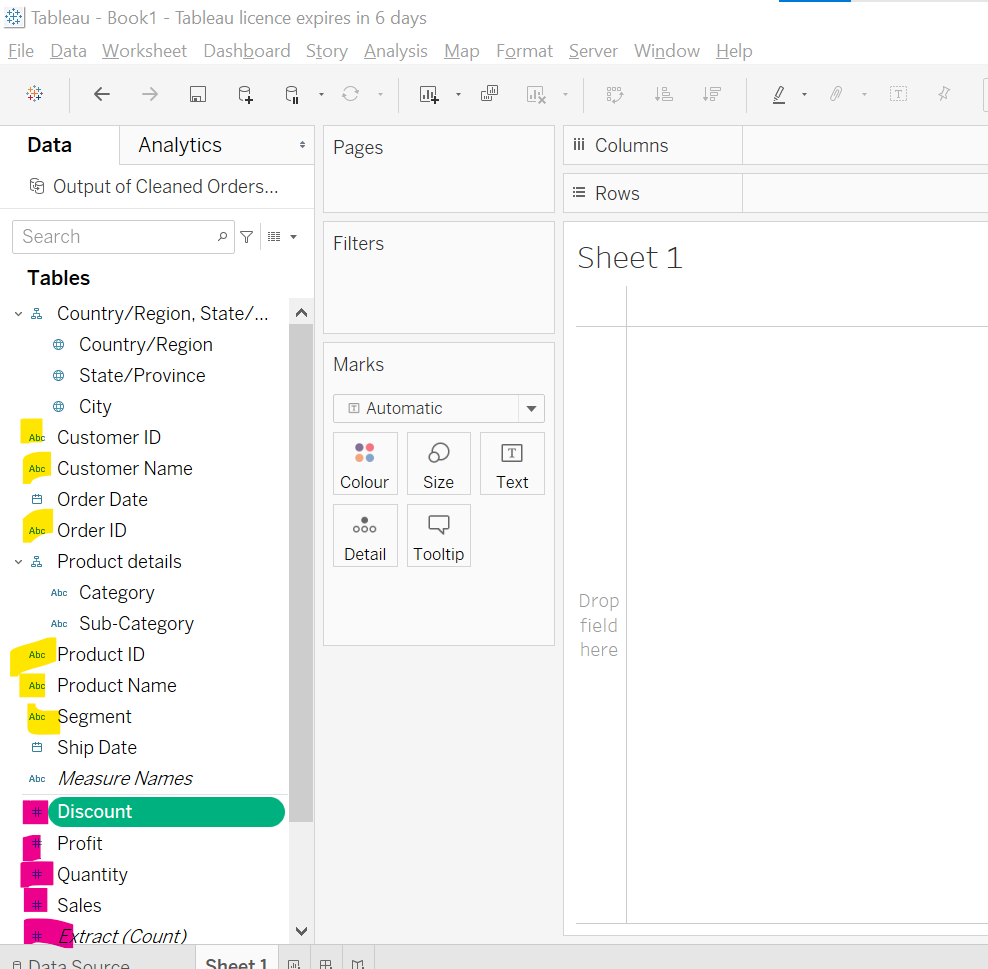 Tableau - Book1 - Tableau licence expires in 6 days
File Data Worksheet Dashboard Story Analysis Map Format Server Window Help
Data
Analytics
Output of Cleaned Orders...
Search
Tables
Country/Region, State/...
Country/Region
State/Province
City
Abc Customer ID
Abc Customer Name
Order Date
Abc Order ID
Product details
Abc Category
Abc Sub-Category
Abc Product ID
Abc Product Name
Abc Segment
Ship Date
Abc Measure Names
# Discount
# Profit
# Quantity
# Sales
# Extract (Count)
Pages
Filters
Marks
T Automatic
Colour
Size
T
Text
Detail
Tooltip
Columns
Rows
Sheet 1
Drop
field
here
Data Source
Sheet 1